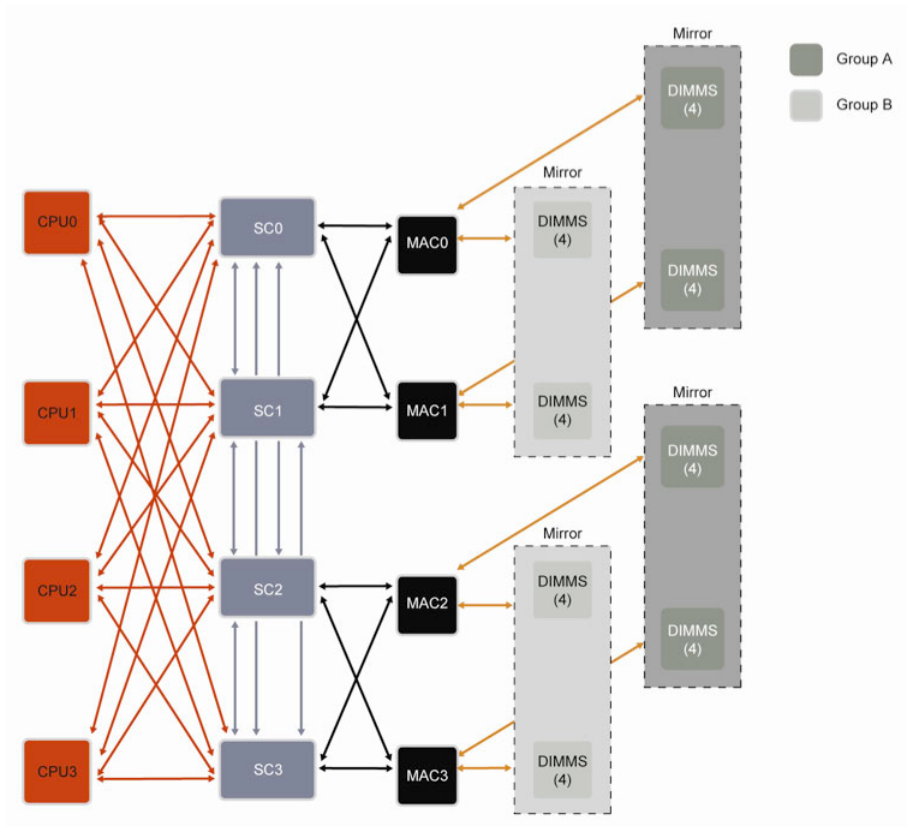 Mirror
Group A
DIMMS
(4)
Group B
Mirror
CPU0
SC0
MAC0
DIMMS
(4)
DIMMS
(4)
Mirror
CPU1
SC1
MAC1
DIMMS
(4)
DIMMS
(4)
Mirror
CPU2
SC2
MAC2
DIMMS
(4)
DIMMS
(4)
CPU3
SC3
MAC3
DIMMS
(4)